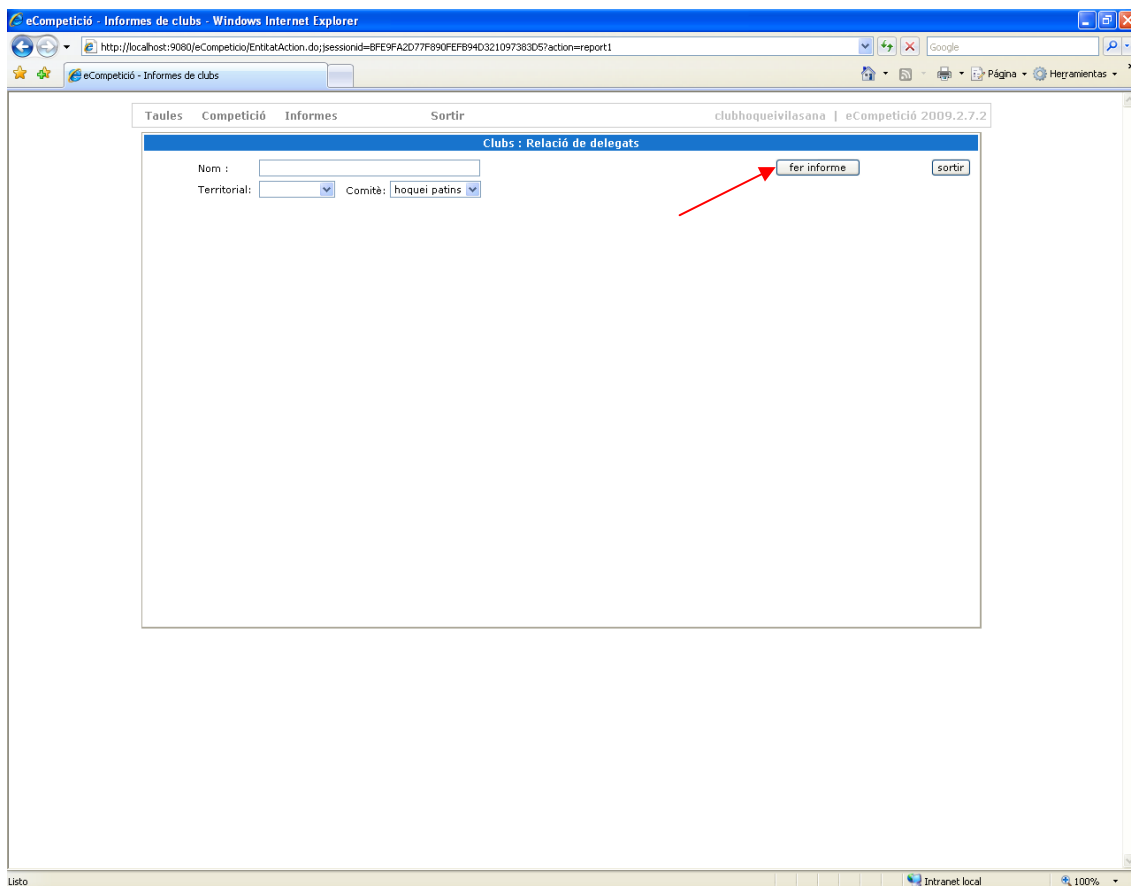 eCompetició - Informes de clubs - Windows Internet Explorer
http://localhost:9080/eCompeticio/EntitatAction.do;jsessionid=BFE9FA2D77F890FEFB94D321097383D5?action=report1
Google
eCompetició - Informes de clubs
Página
Herramientas
Taules Competició Informes Sortir clubhoqueivilasana | eCompetició 2009.2.7.2
Clubs : Relació de delegats
Nom : fer informe sortir
Territorial: Comitè: hoquei patins
Listo Intranet local 100%